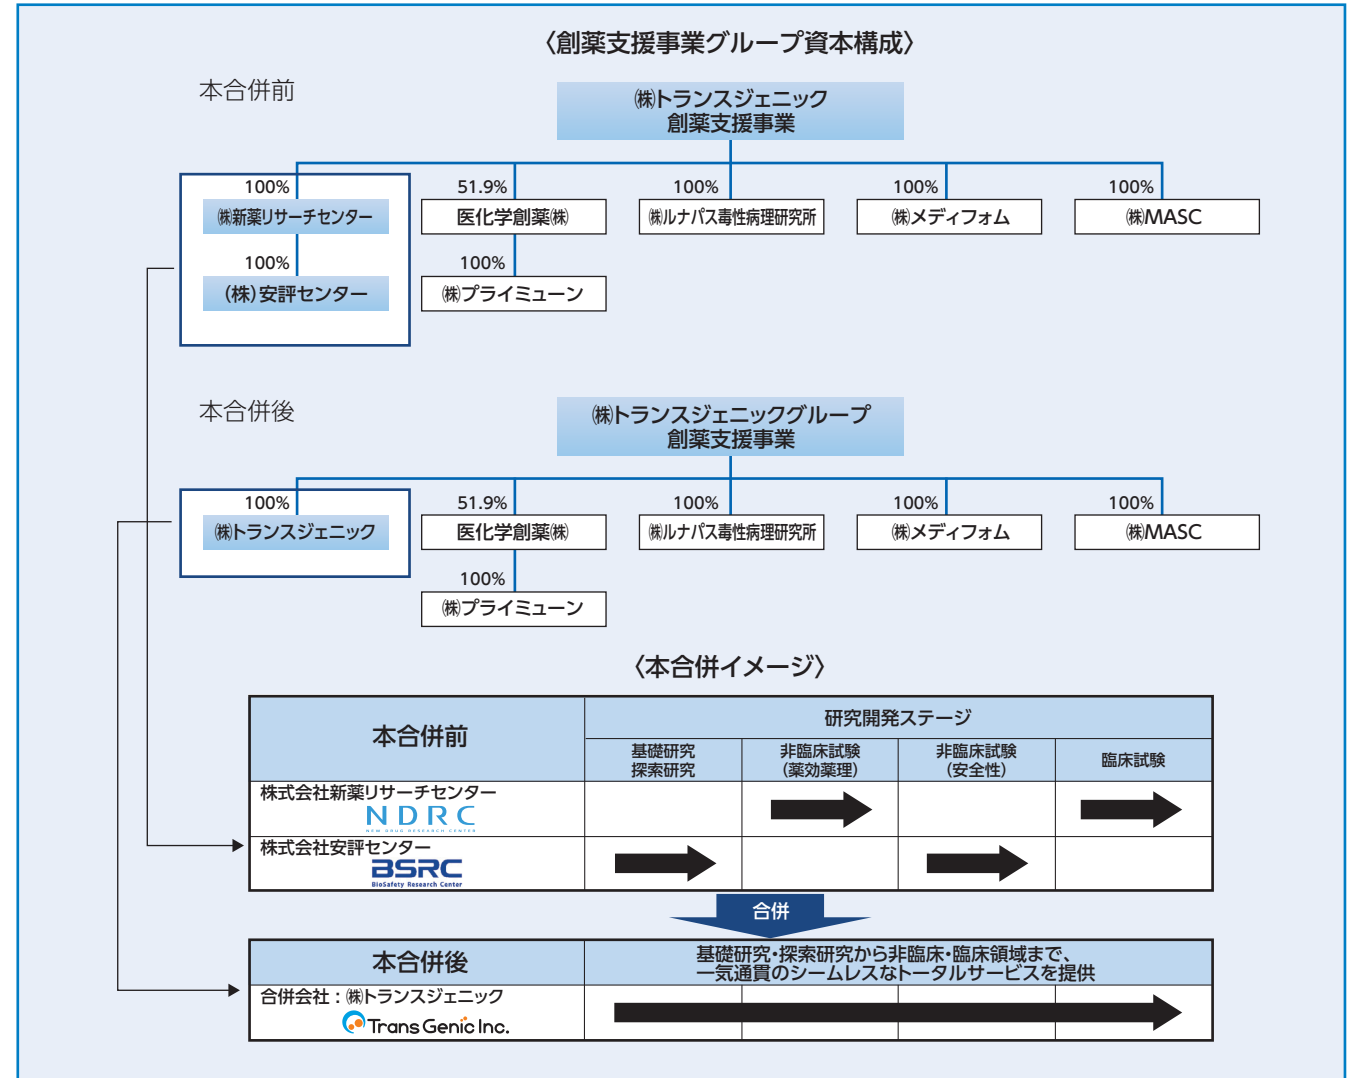 〈創薬支援事業グループ資本構成〉
本合併前
㈱トランスジェニック
創薬支援事業
100%
51.9%
100%
100%
100%
㈱新薬リサーチセンター
医化学創薬㈱
㈱ルナパス毒性病理研究所
㈱メディフォム
㈱MASC
100%
100%
(株)安評センター
㈱プライミューン
本合併後
㈱トランスジェニックグループ
創薬支援事業
100%
51.9%
100%
100%
100%
㈱トランスジェニック
医化学創薬㈱
㈱ルナパス毒性病理研究所
㈱メディフォム
㈱MASC
100%
㈱プライミューン
〈本合併イメージ〉
本合併前
研究開発ステージ
基礎研究
探索研究
非臨床試験
(薬効薬理)
非臨床試験
(安全性)
臨床試験
株式会社新薬リサーチセンター
NDRC
NEW DRUG RESEARCH CENTER
株式会社安評センター
BSRC
BioSafety Research Center
合併
本合併後
基礎研究・探索研究から非臨床・臨床領域まで、
一気通貫のシームレスなトータルサービスを提供
合併会社：㈱トランスジェニック
Trans Genic Inc.